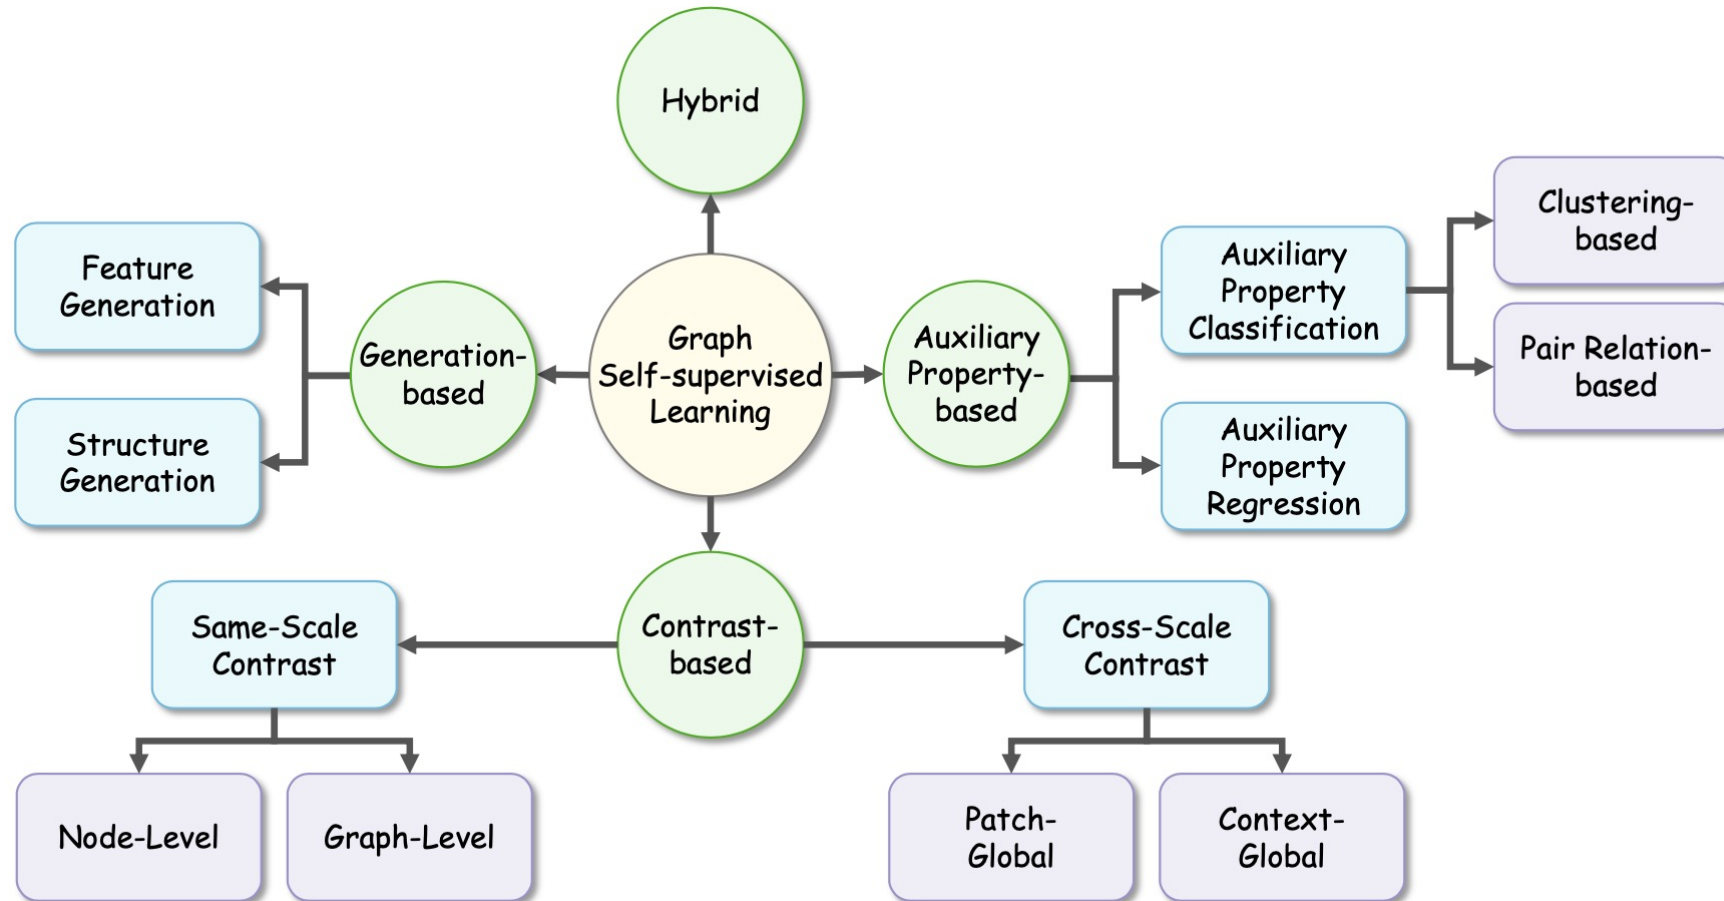 Hybrid
Feature
Generation
Structure
Generation
Generation-
based
Graph
Self-supervised
Learning
Auxiliary
Property-
based
Auxiliary
Property
Classification
Auxiliary
Property
Regression
Clustering-
based
Pair Relation-
based
Contrast-
based
Same-Scale
Contrast
Cross-Scale
Contrast
Node-Level
Graph-Level
Patch-
Global
Context-
Global